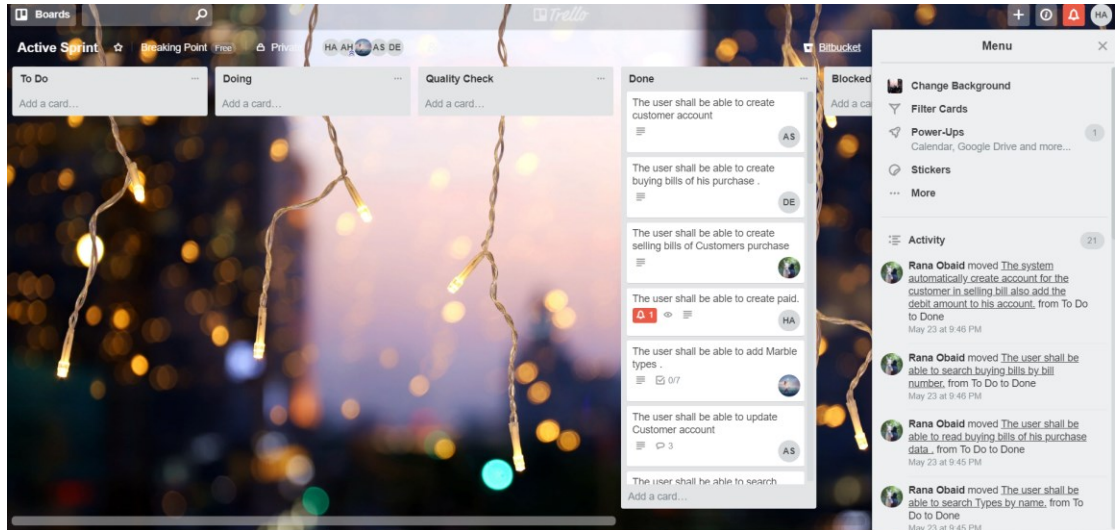 Boards
Trello
HA
Active Sprint
Breaking Point Free
HA AH AS DE
Bitbucket
To Do
...
Add a card...
Doing
...
Add a card...
Quality Check
...
Add a card...
Done
...
The user shall be able to create
customer account
AS
The user shall be able to create
buying bills of his purchase .
DE
The user shall be able to create
selling bills of Customers purchase
The user shall be able to create paid.
1
HA
The user shall be able to add Marble
types .
0/7
The user shall be able to update
Customer account
3
AS
The user shall be able to search
Add a card...
Blocked
Add a
Menu
Change Background
Filter Cards
Power-Ups
1
Calendar, Google Drive and more...
Stickers
More
Activity
21
Rana Obaid moved The system
automatically create account for the
customer in selling bill also add the
debit amount to his account. from To Do
to Done
May 23 at 9:46 PM
Rana Obaid moved The user shall be
able to search buying bills by bill
number. from To Do to Done
May 23 at 9:46 PM
Rana Obaid moved The user shall be
able to read buying bills of his purchase
data . from To Do to Done
May 23 at 9:45 PM
Rana Obaid moved The user shall be
able to search Types by name. from To
Do to Done
May 23 at 9:45 PM